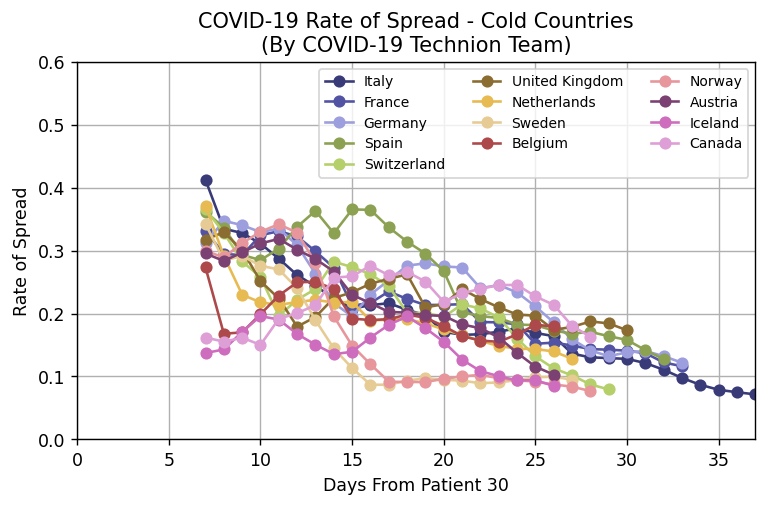 COVID-19 Rate of Spread - Cold Countries
(By COVID-19 Technion Team)
Rate of Spread
0.6
0.5
0.4
0.3
0.2
0.1
0.0
Italy
France
Germany
Spain
Switzerland
United Kingdom
Netherlands
Sweden
Belgium
Norway
Austria
Iceland
Canada
0 5 10 15 20 25 30 35
Days From Patient 30